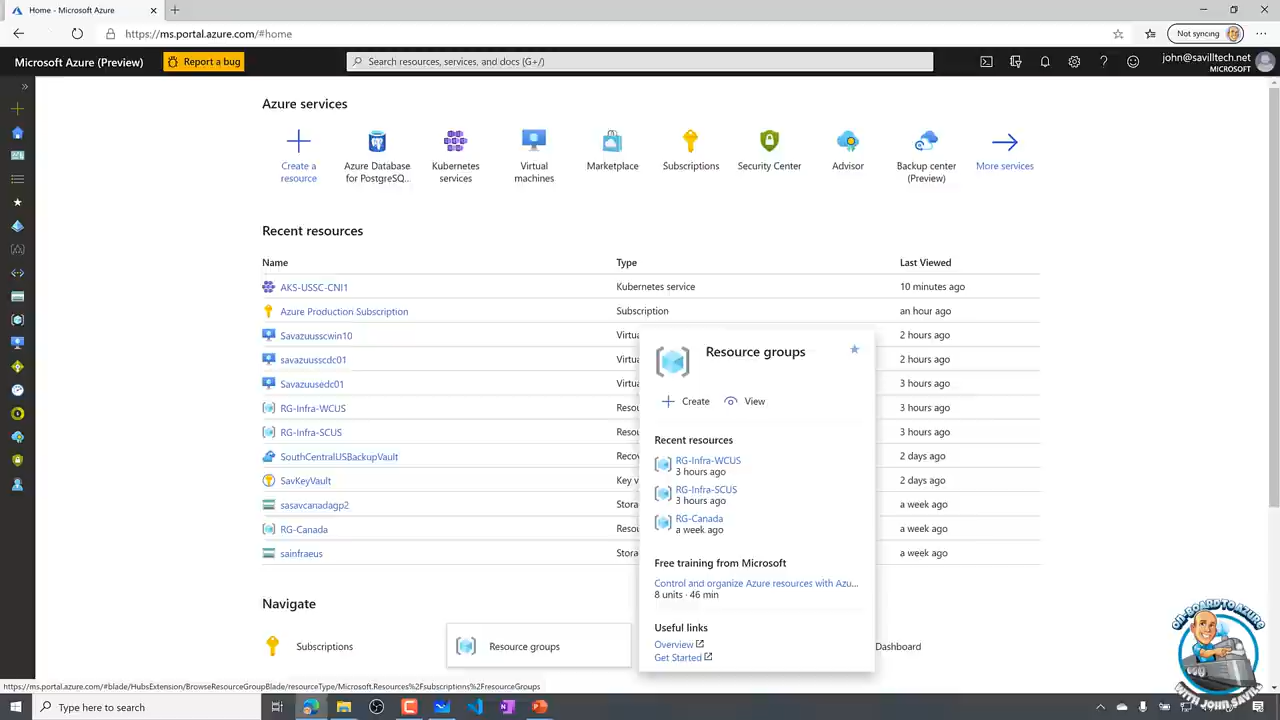 Home - Microsoft Azure
https://ms.portal.azure.com/#home
Not syncing
Microsoft Azure (Preview)
Report a bug
Search resources, services, and docs (G+/)
john@savilltech.net
MICROSOFT
Azure services
Create a resource
Azure Database for PostgreSQ...
Kubernetes services
Virtual machines
Marketplace
Subscriptions
Security Center
Advisor
Backup center (Preview)
More services
Recent resources
Name Type Last Viewed
AKS-USSC-CNI1 Kubernetes service 10 minutes ago
Azure Production Subscription Subscription an hour ago
Savazuusscwin10 Virtu 2 hours ago
savazuusscdc01 Virtu 2 hours ago
Savazuusedc01 Virtu 3 hours ago
RG-Infra-WCUS Resou 3 hours ago
RG-Infra-SCUS Resou 3 hours ago
SouthCentralUSBackupVault Recov 2 days ago
SavKeyVault Key v 2 days ago
sasavcanadagp2 Stora a week ago
RG-Canada Resou a week ago
sainfraeus Stora a week ago
Resource groups
Create View
Recent resources
RG-Infra-WCUS
3 hours ago
RG-Infra-SCUS
3 hours ago
RG-Canada
a week ago
Free training from Microsoft
Control and organize Azure resources with Azu...
8 units · 46 min
Useful links
Overview
Get Started
Navigate
Subscriptions
Resource groups
Dashboard
https://ms.portal.azure.com/#blade/HubsExtension/BrowseResourceGroupBlade/resourceType/Microsoft.Resources%2Fsubscriptions%2FresourceGroups
Type here to search
ON-BOARD TO AZURE
WITH JOHN SAVILL